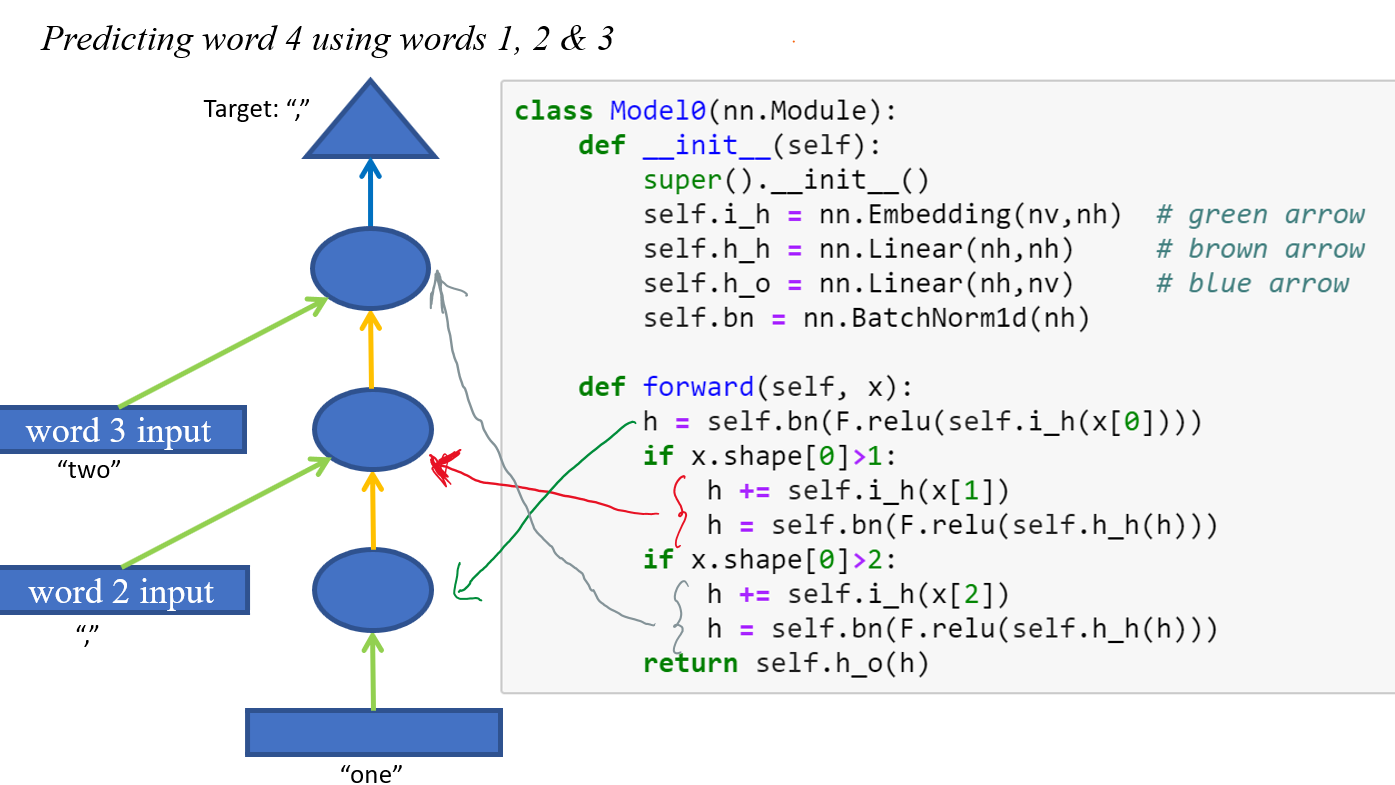 Predicting word 4 using words 1, 2 & 3
Target: “,”
word 3 input
“two”
word 2 input
“,”
“one”
class Model0(nn.Module):
    def __init__(self):
        super().__init__()
        self.i_h = nn.Embedding(nv,nh)  # green arrow
        self.h_h = nn.Linear(nh,nh)     # brown arrow
        self.h_o = nn.Linear(nh,nv)     # blue arrow
        self.bn = nn.BatchNorm1d(nh)
    def forward(self, x):
        h = self.bn(F.relu(self.i_h(x[0])))
        if x.shape[0]>1:
            h += self.i_h(x[1])
            h = self.bn(F.relu(self.h_h(h)))
        if x.shape[0]>2:
            h += self.i_h(x[2])
            h = self.bn(F.relu(self.h_h(h)))
        return self.h_o(h)